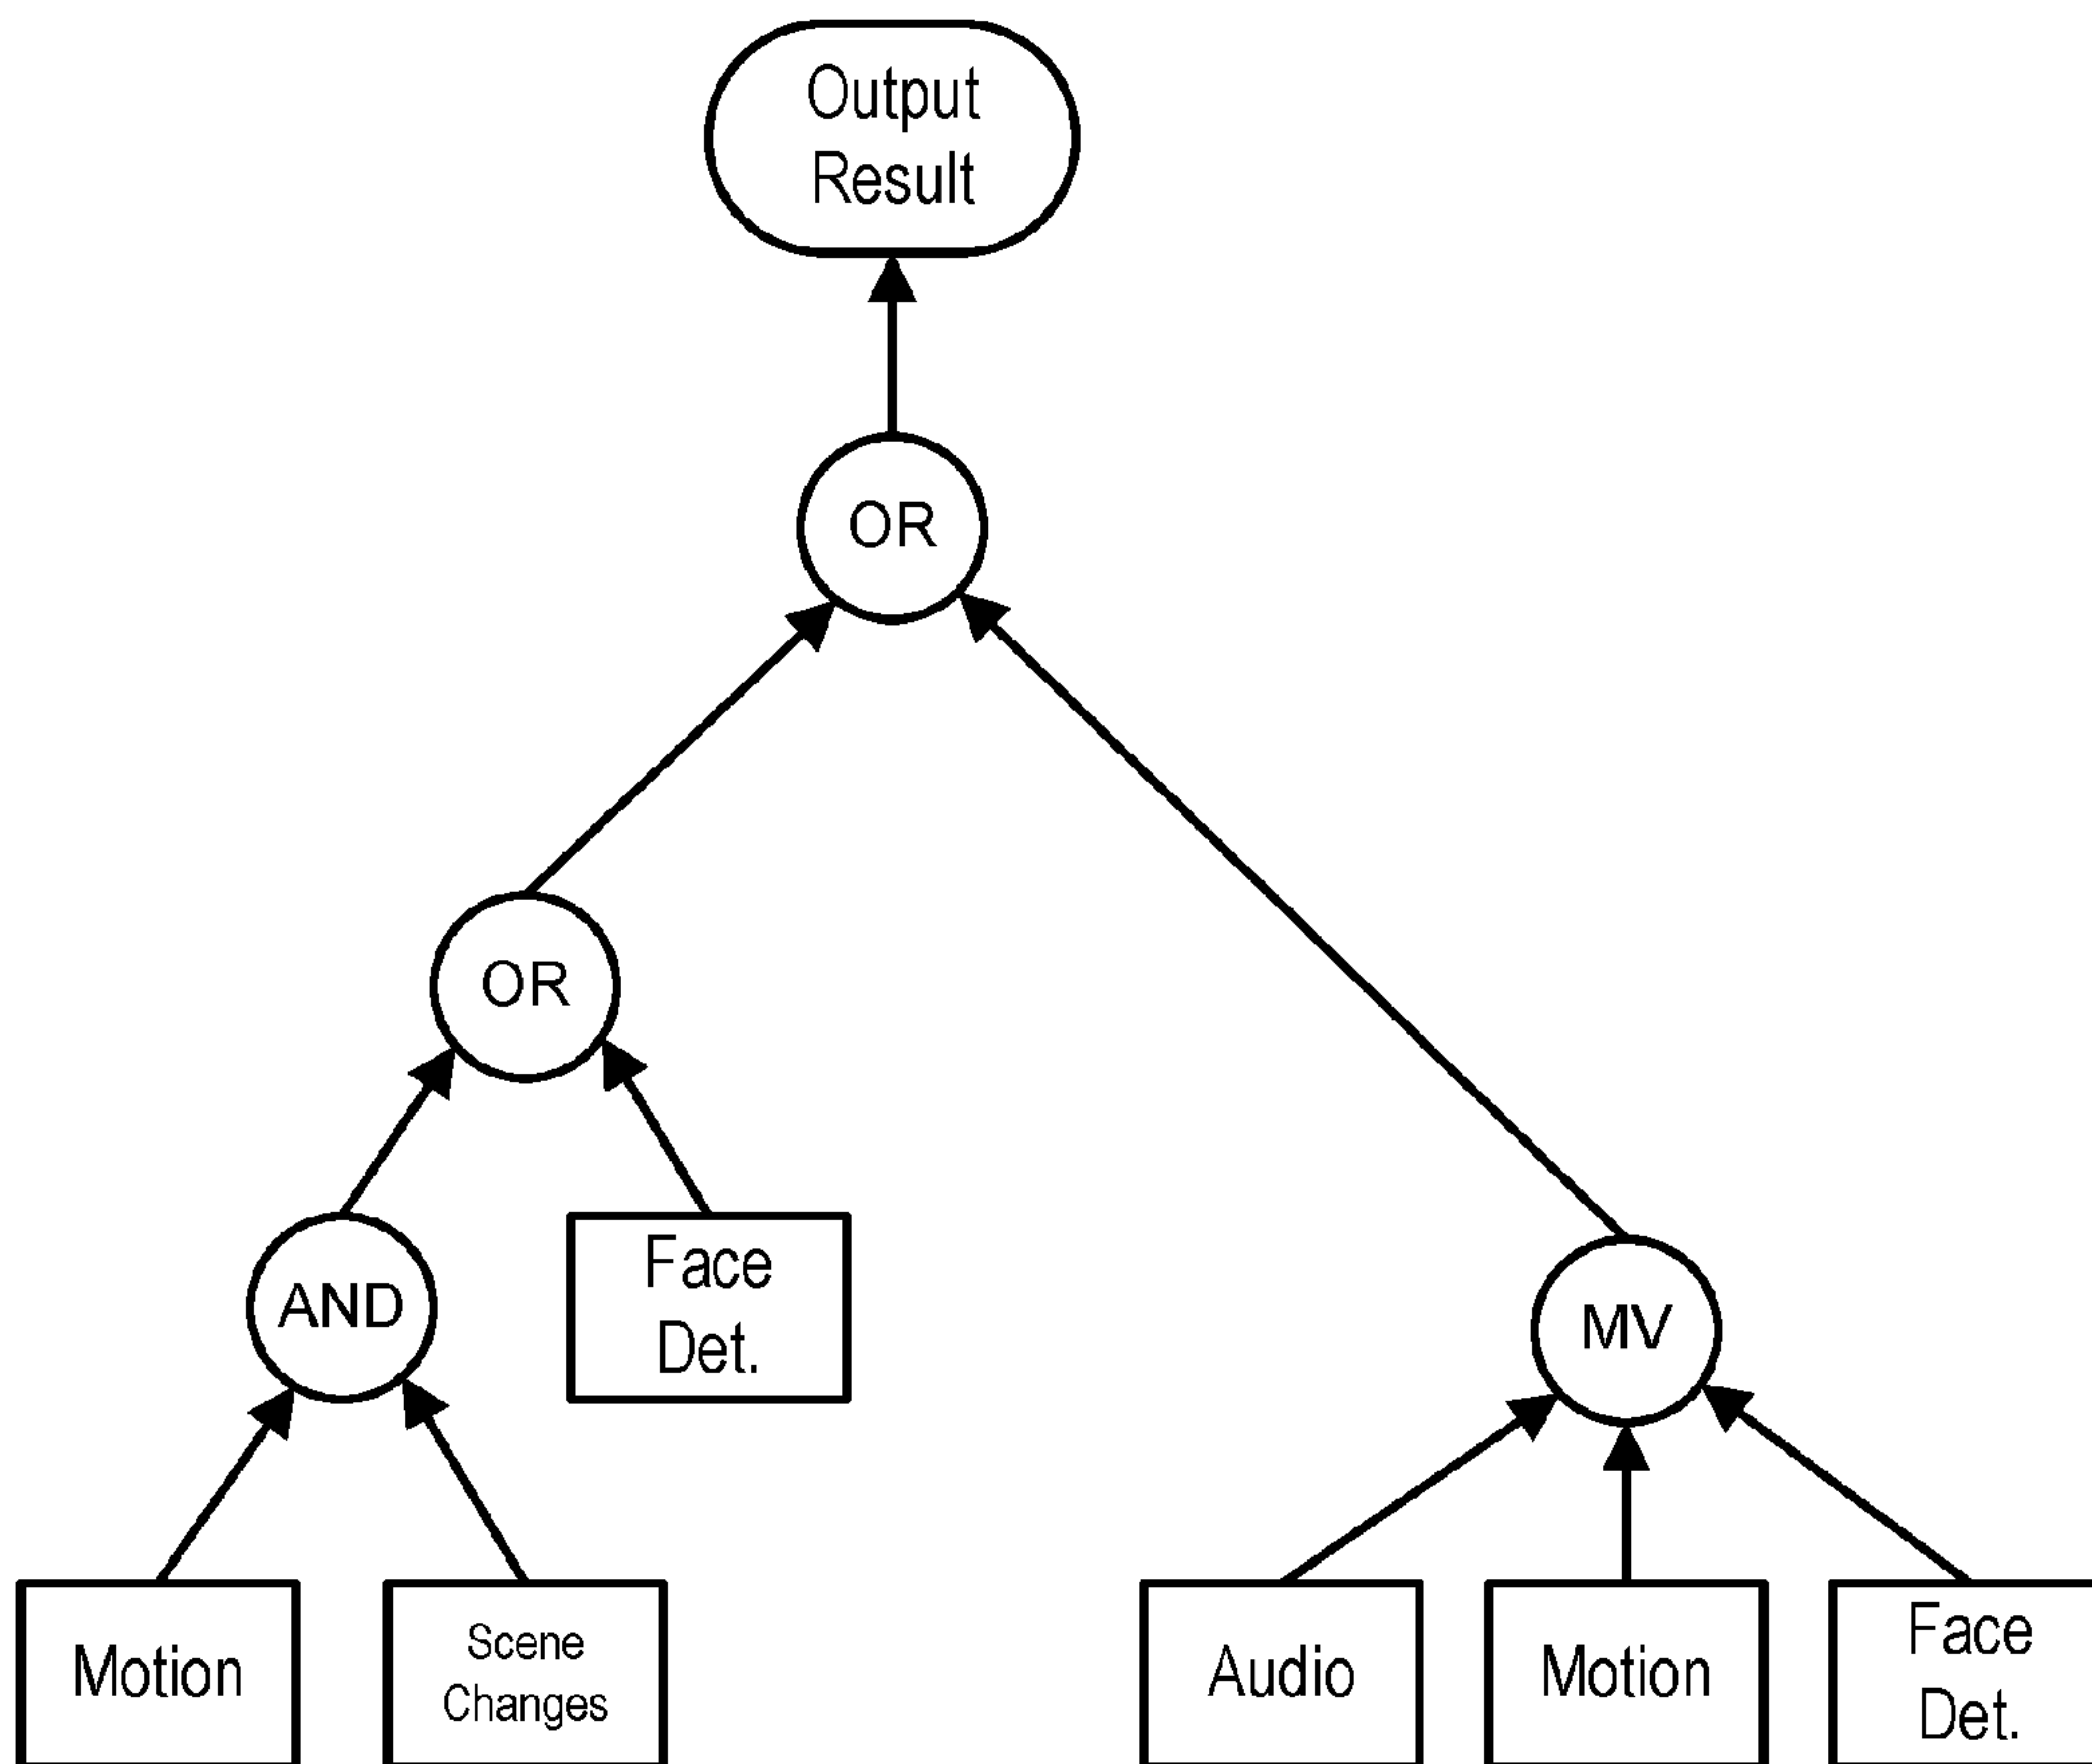 Output
Result
OR
OR
AND
Face
Det.
MV
Motion
Scene
Changes
Audio
Motion
Face
Det.